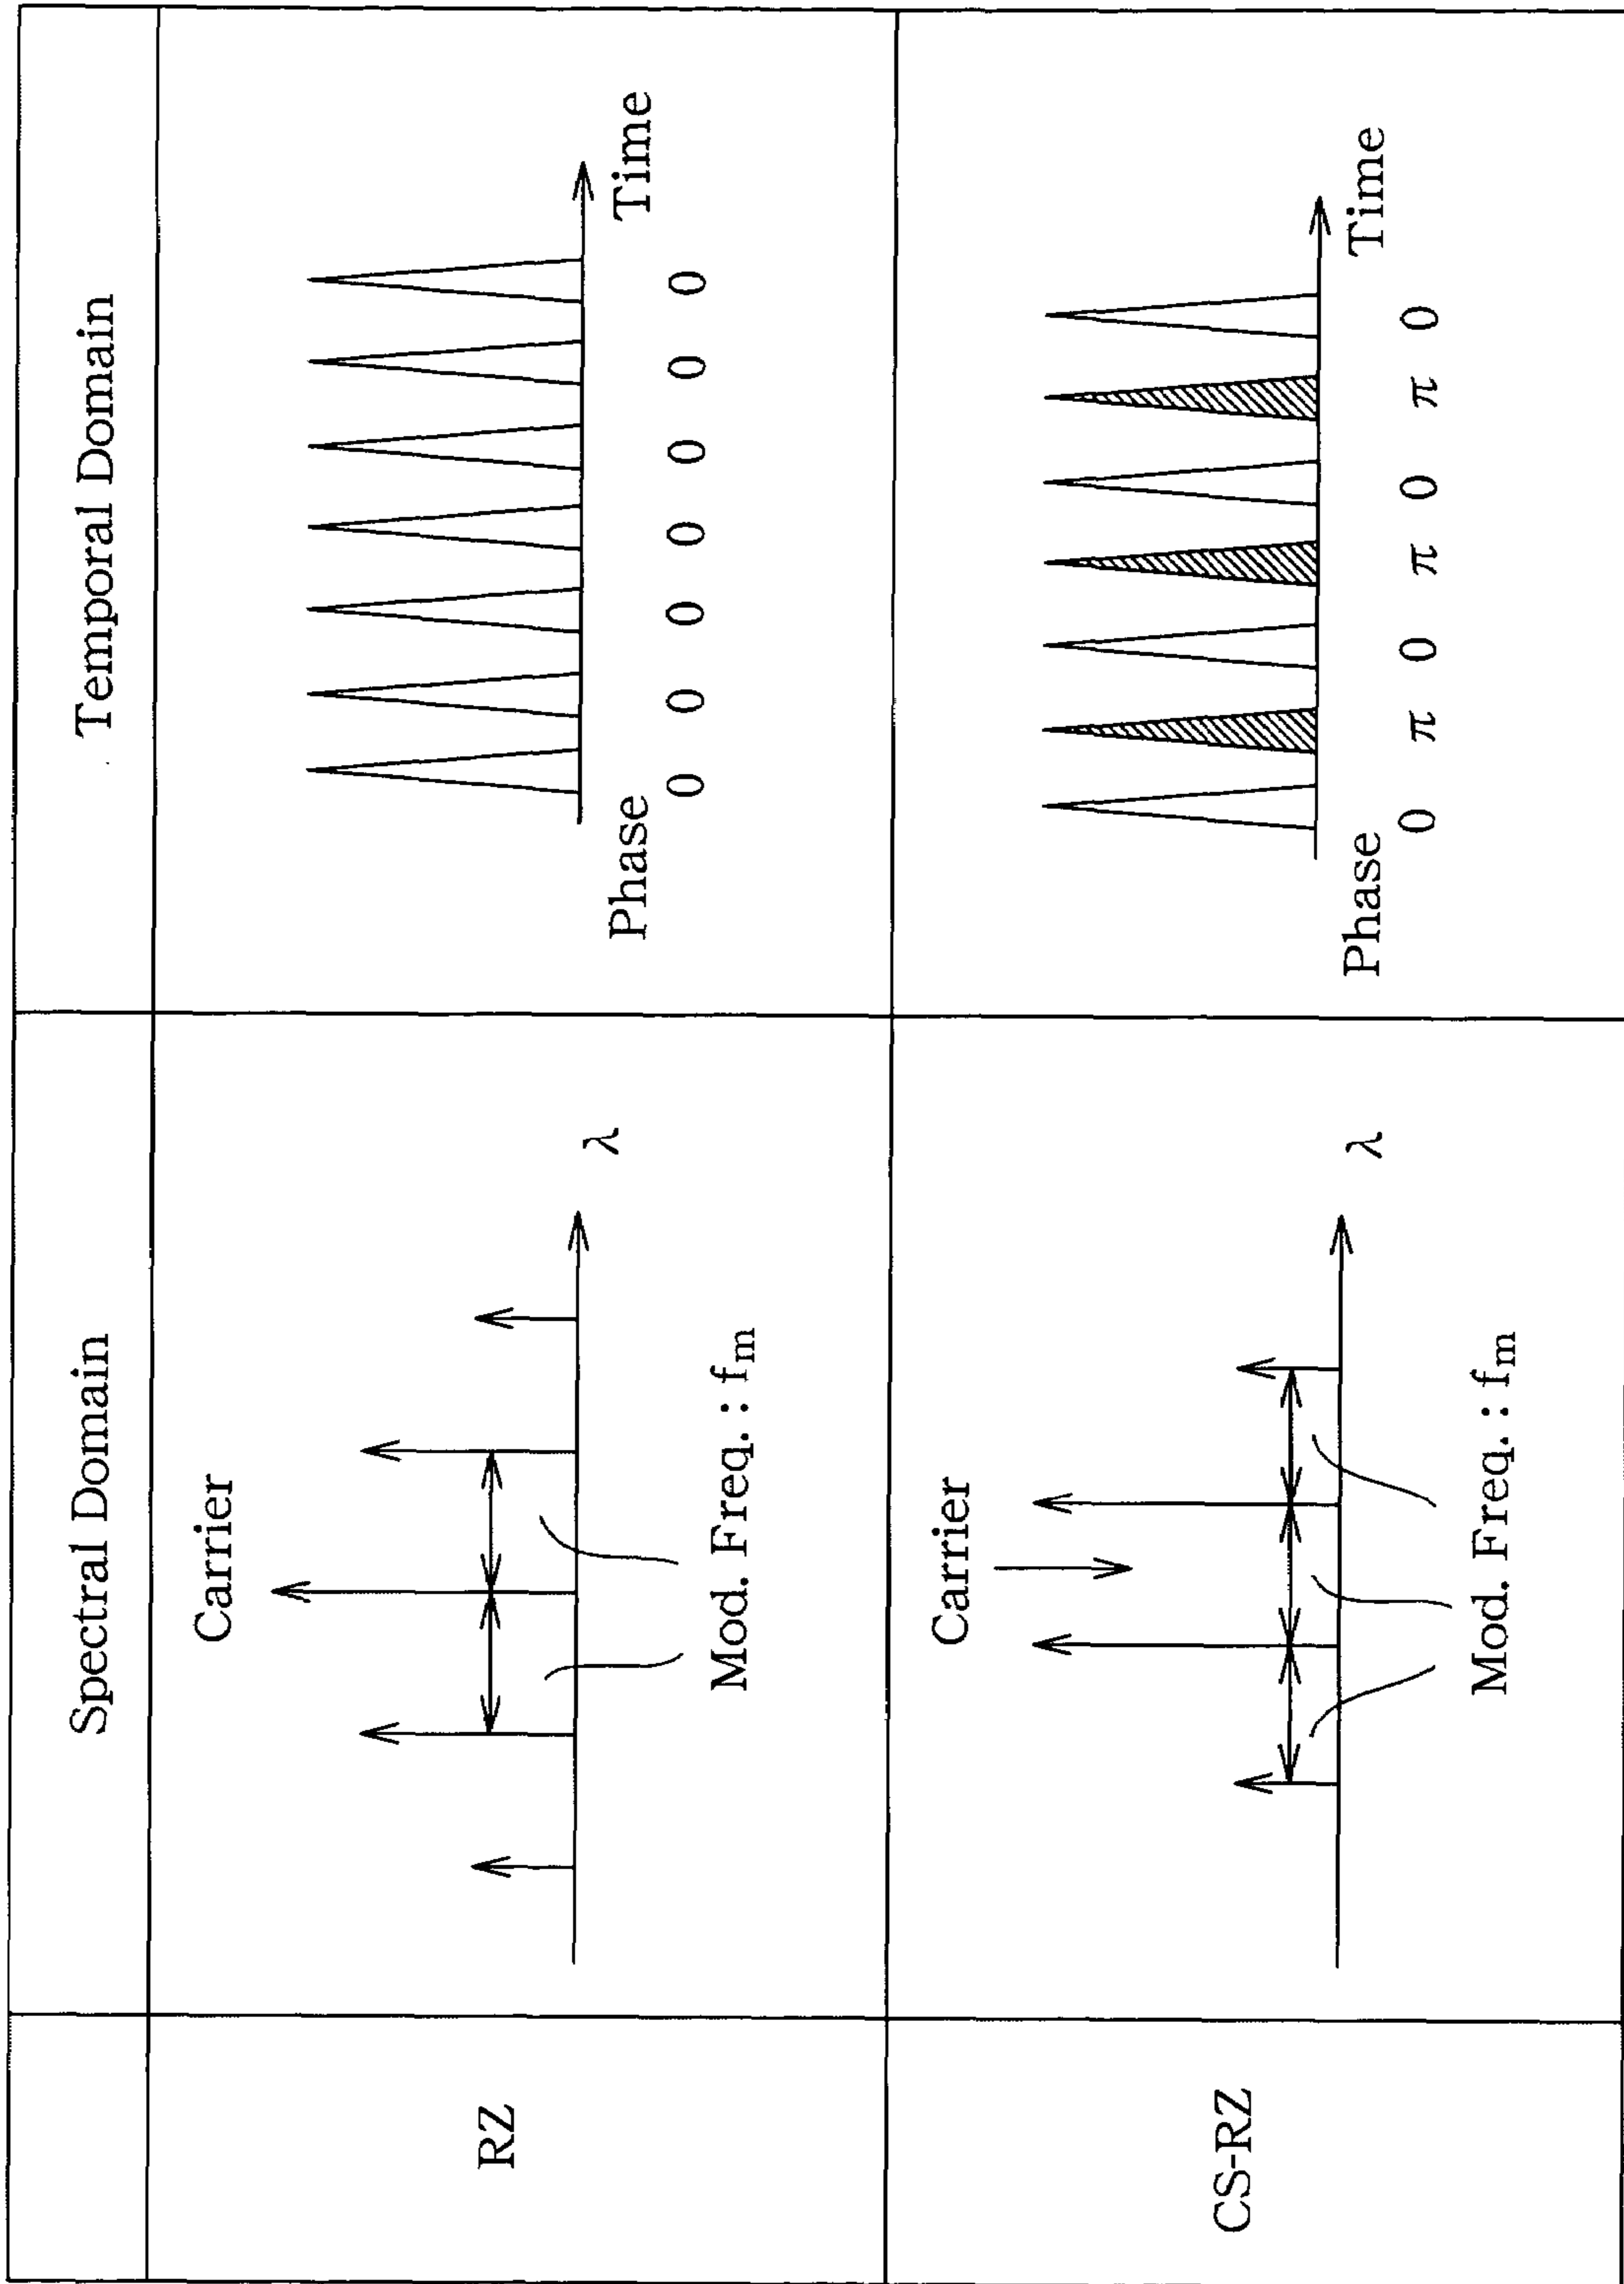 Spectral Domain
Temporal Domain
RZ
Carrier
λ
Mod. Freq. : fm
Phase
Time
0 0 0 0 0 0 0
CS-RZ
Carrier
λ
Mod. Freq. : fm
Phase
Time
0 π 0 π 0 π 0